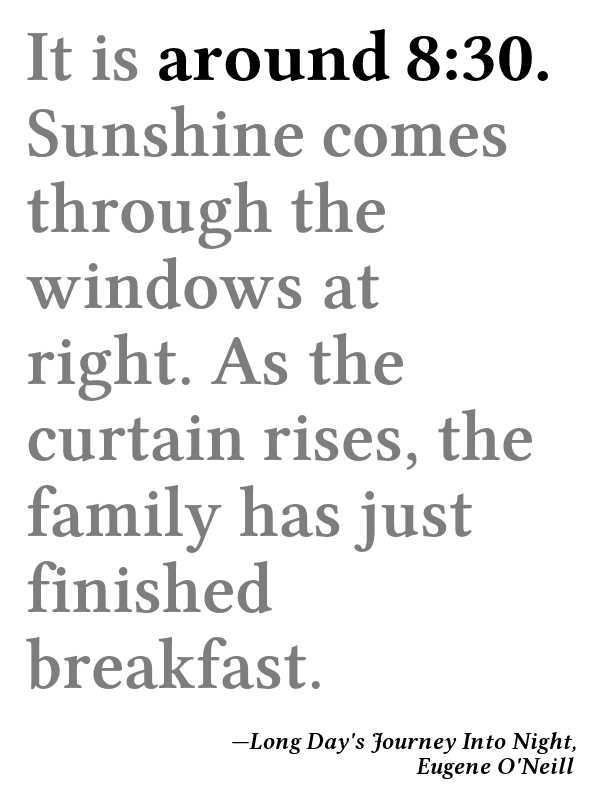 It is around 8:30.
Sunshine comes
through the
windows at
right. As the
curtain rises, the
family has just
finished
breakfast.
—Long Day's Journey Into Night,
Eugene O'Neill